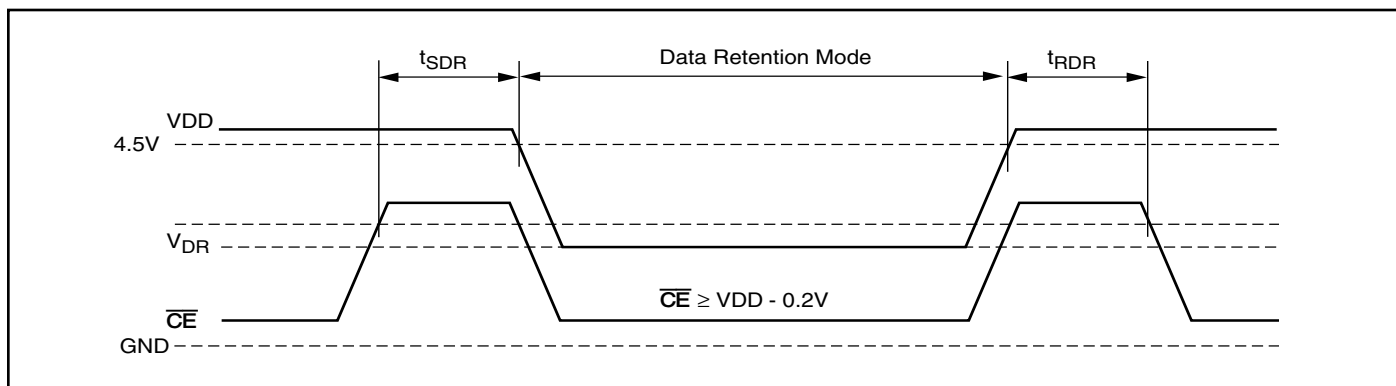 tSDR Data Retention Mode tRDR
VDD
4.5V
VDR
CE ≥ VDD - 0.2V
CE
GND